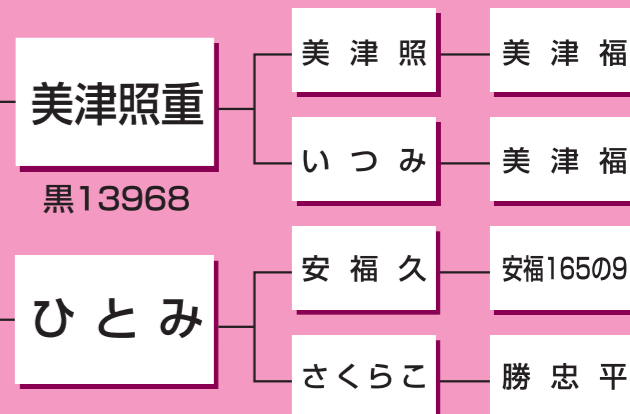 美津照重
黒13968
ひとみ
美津照
いつみ
安福久
さくらこ
美津福
美津福
安福165の9
勝忠平